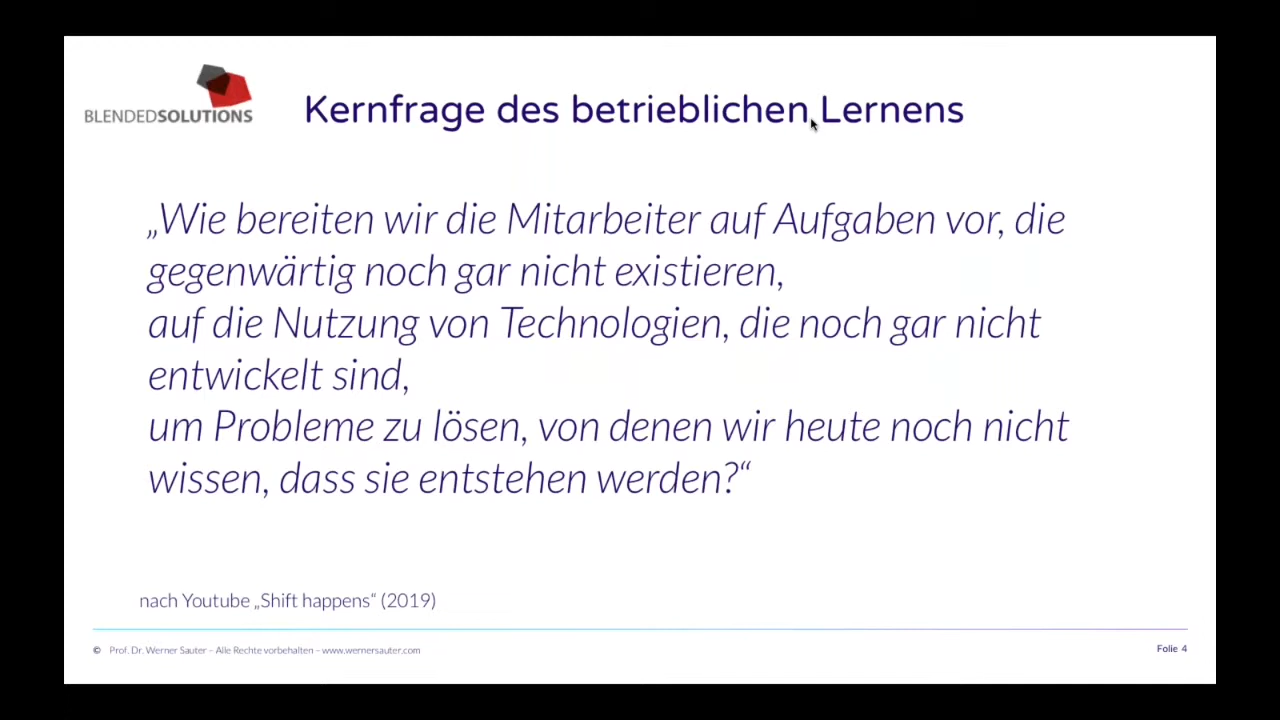 BLENDEDSOLUTIONS
Kernfrage des betrieblichen Lernens
„Wie bereiten wir die Mitarbeiter auf Aufgaben vor, die
gegenwärtig noch gar nicht existieren,
auf die Nutzung von Technologien, die noch gar nicht
entwickelt sind,
um Probleme zu lösen, von denen wir heute noch nicht
wissen, dass sie entstehen werden?“
nach Youtube „Shift happens“ (2019)
© Prof. Dr. Werner Sauter – Alle Rechte vorbehalten – www.wernersauter.com
Folie 4